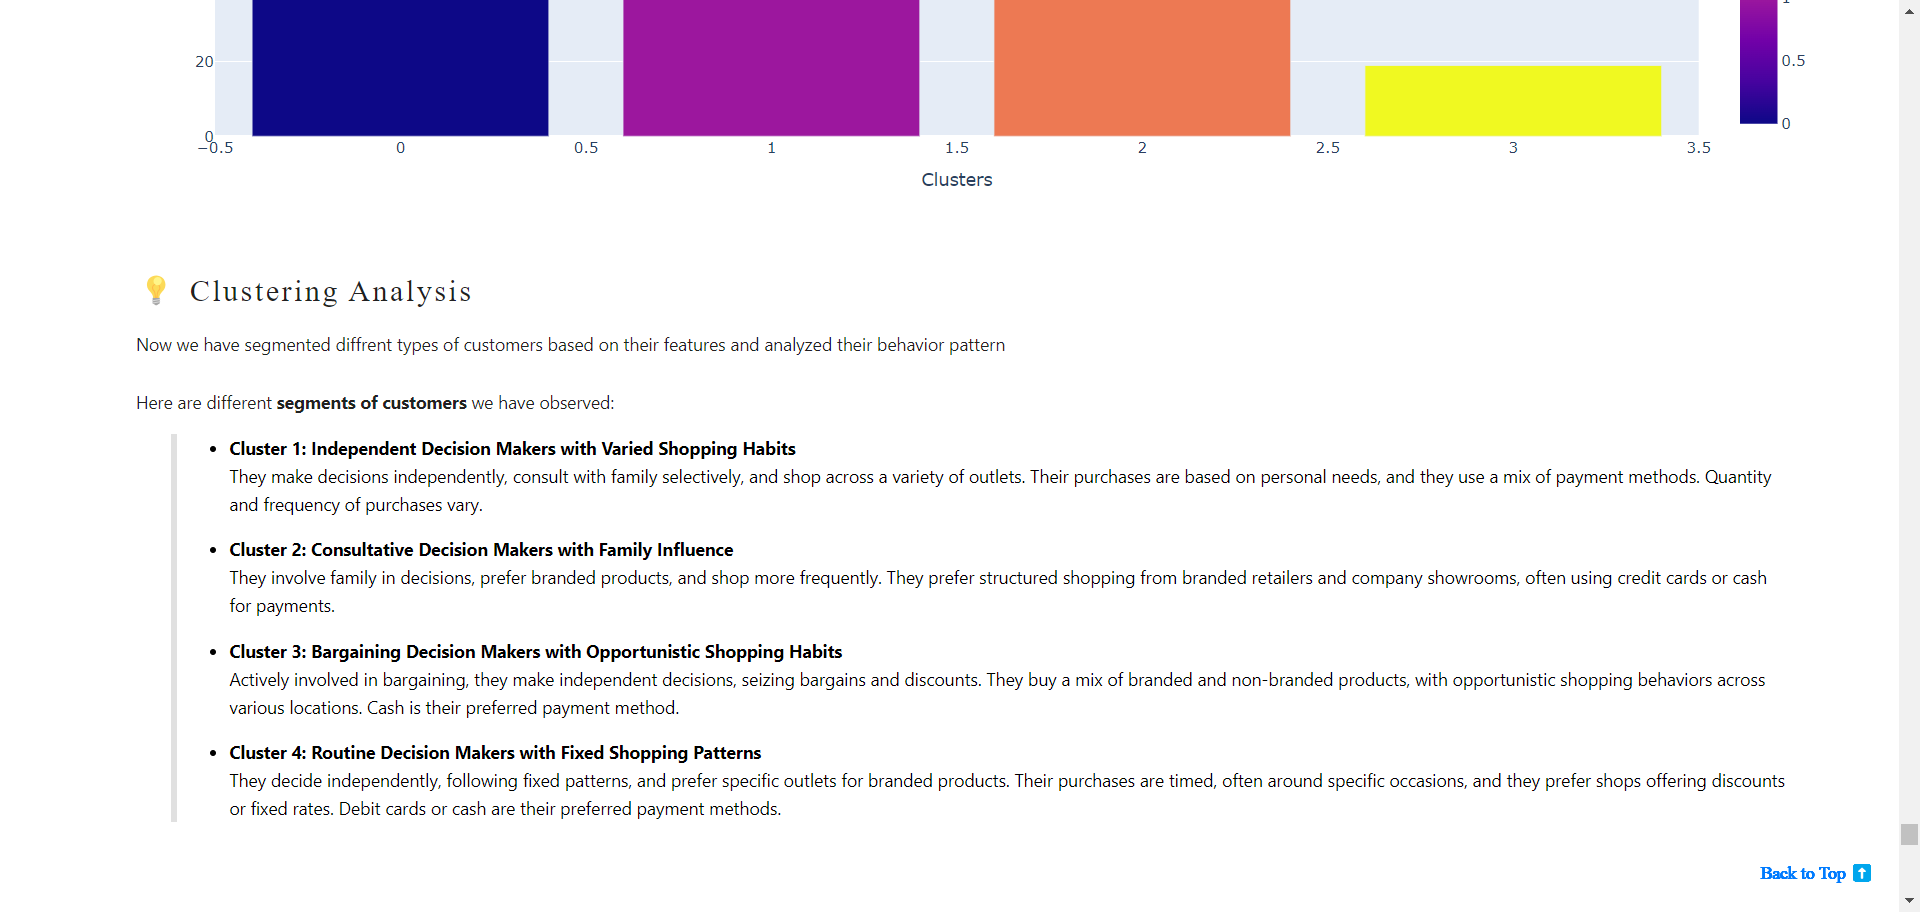 1
20
0.5
0
0
−0.5 0 0.5 1 1.5 2 2.5 3 3.5
Clusters
Clustering Analysis
Now we have segmented diffrent types of customers based on their features and analyzed their behavior pattern
Here are different segments of customers we have observed:
• Cluster 1: Independent Decision Makers with Varied Shopping Habits
They make decisions independently, consult with family selectively, and shop across a variety of outlets. Their purchases are based on personal needs, and they use a mix of payment methods. Quantity
and frequency of purchases vary.
• Cluster 2: Consultative Decision Makers with Family Influence
They involve family in decisions, prefer branded products, and shop more frequently. They prefer structured shopping from branded retailers and company showrooms, often using credit cards or cash
for payments.
• Cluster 3: Bargaining Decision Makers with Opportunistic Shopping Habits
Actively involved in bargaining, they make independent decisions, seizing bargains and discounts. They buy a mix of branded and non-branded products, with opportunistic shopping behaviors across
various locations. Cash is their preferred payment method.
• Cluster 4: Routine Decision Makers with Fixed Shopping Patterns
They decide independently, following fixed patterns, and prefer specific outlets for branded products. Their purchases are timed, often around specific occasions, and they prefer shops offering discounts
or fixed rates. Debit cards or cash are their preferred payment methods.
Back to Top